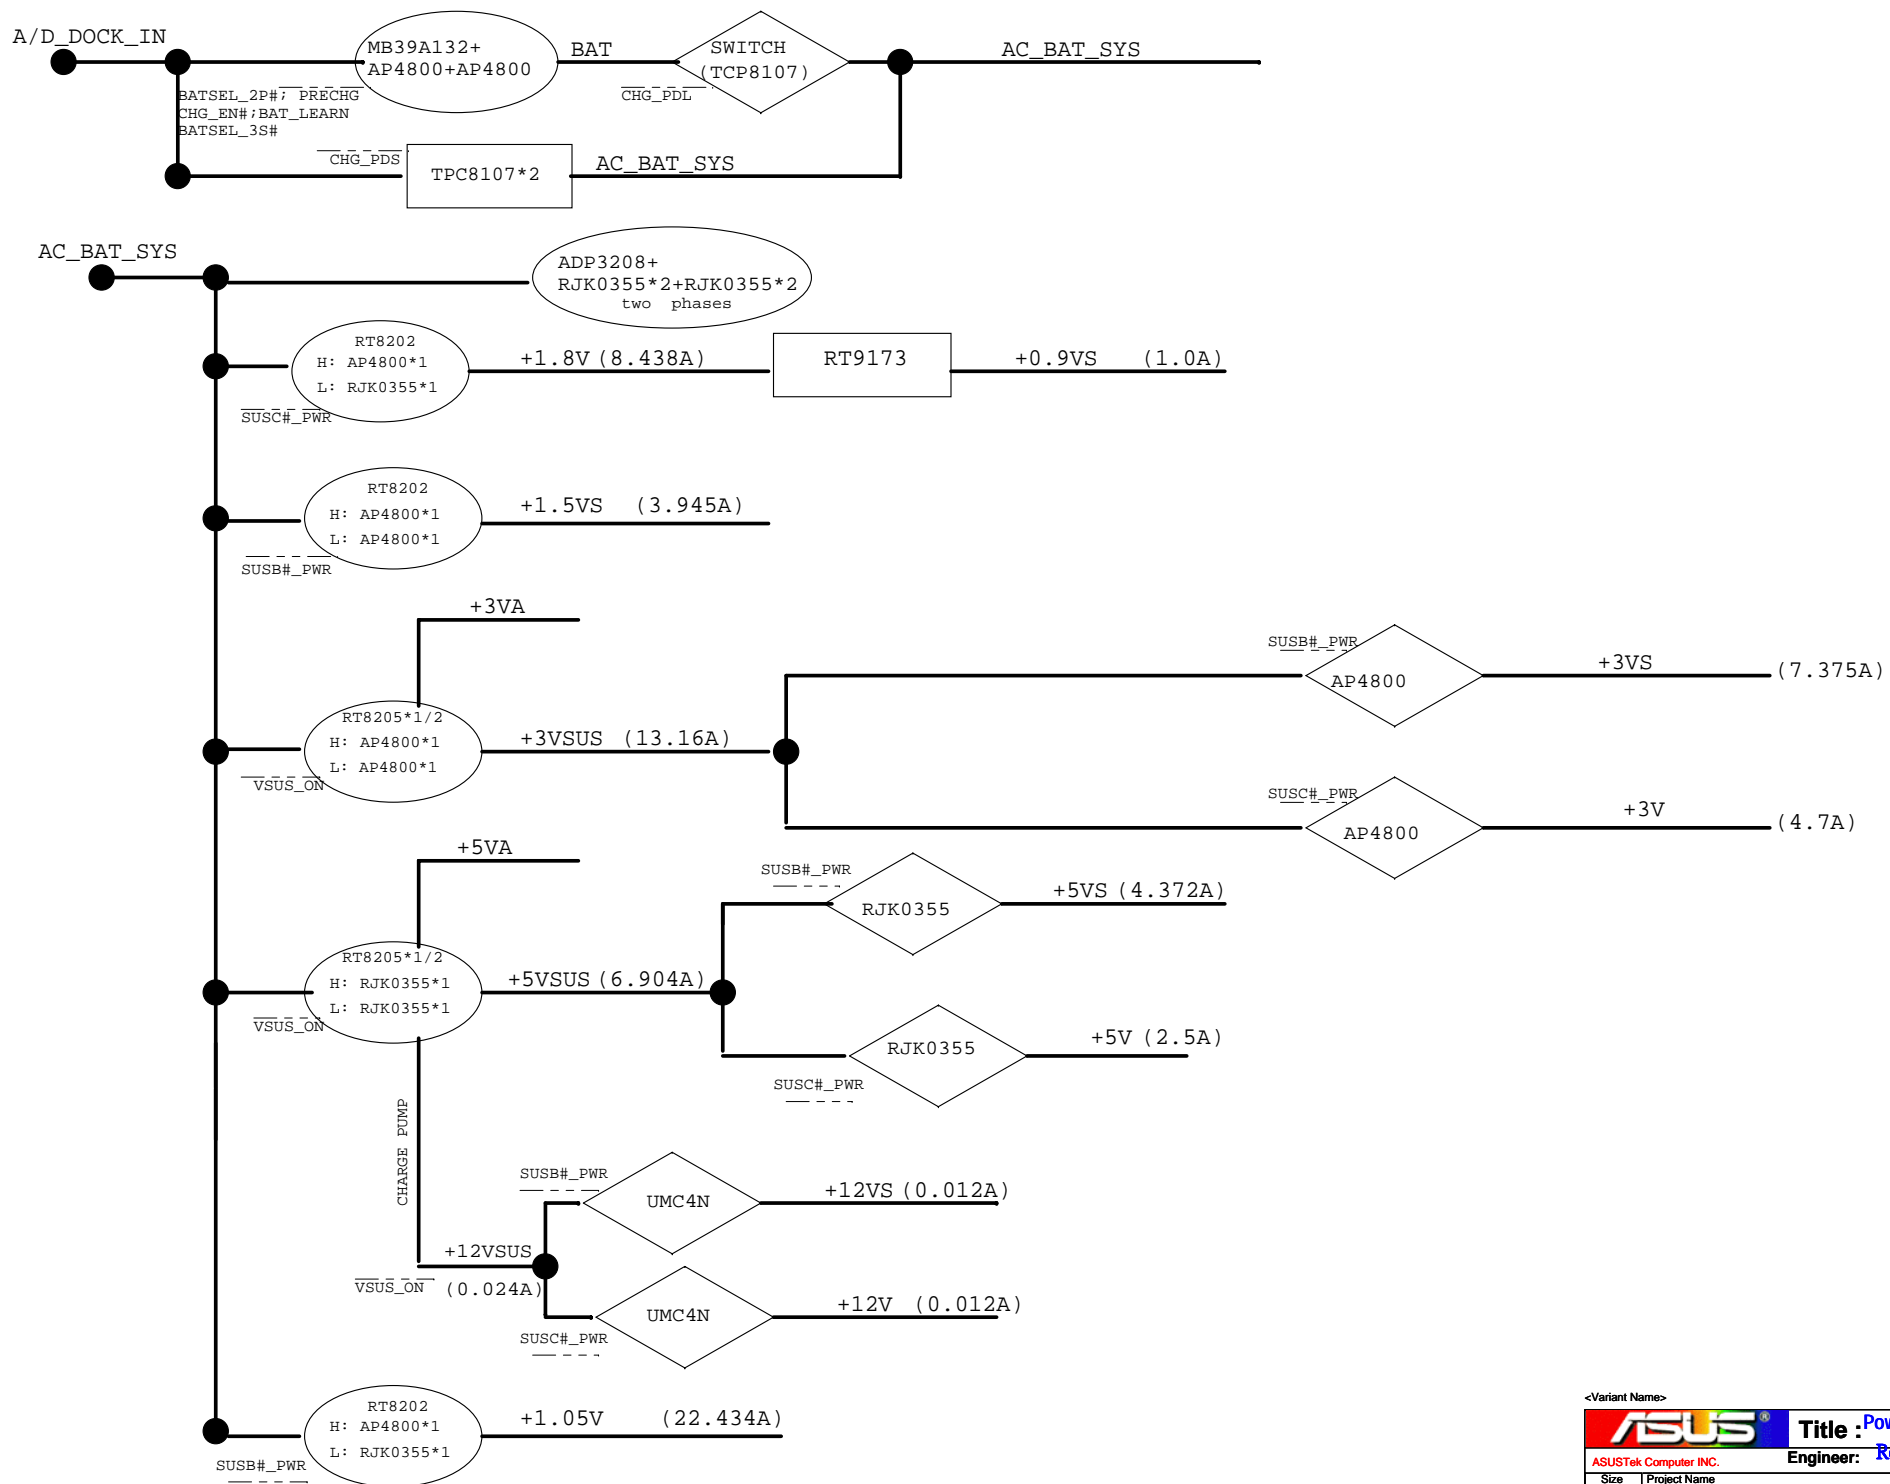 A/D_DOCK_IN
MB39A132+
AP4800+AP4800
BAT
SWITCH
(TCP8107)
AC_BAT_SYS
BATSEL_2P#; PRECHG
CHG_EN#;BAT_LEARN
BATSEL_3S#
CHG_PDL
CHG_PDS
TPC8107*2
AC_BAT_SYS
AC_BAT_SYS
ADP3208+
RJK0355*2+RJK0355*2
two phases
RT8202
H: AP4800*1
L: RJK0355*1
SUSC#_PWR
+1.8V (8.438A)
RT9173
+0.9VS (1.0A)
RT8202
H: AP4800*1
L: AP4800*1
SUSB#_PWR
+1.5VS (3.945A)
+3VA
RT8205*1/2
H: AP4800*1
L: AP4800*1
VSUS_ON
+3VSUS (13.16A)
SUSB#_PWR
AP4800
+3VS (7.375A)
SUSC#_PWR
AP4800
+3V (4.7A)
+5VA
RT8205*1/2
H: RJK0355*1
L: RJK0355*1
VSUS_ON
+5VSUS (6.904A)
SUSB#_PWR
RJK0355
+5VS (4.372A)
RJK0355
SUSC#_PWR
+5V (2.5A)
CHARGE PUMP
+12VSUS
VSUS_ON (0.024A)
SUSB#_PWR
UMC4N
+12VS (0.012A)
UMC4N
SUSC#_PWR
+12V (0.012A)
RT8202
H: AP4800*1
L: RJK0355*1
SUSB#_PWR
+1.05V (22.434A)
<Variant Name>
ASUS ®
Title :
ASUSTek Computer INC.
Engineer:
Size Project Name